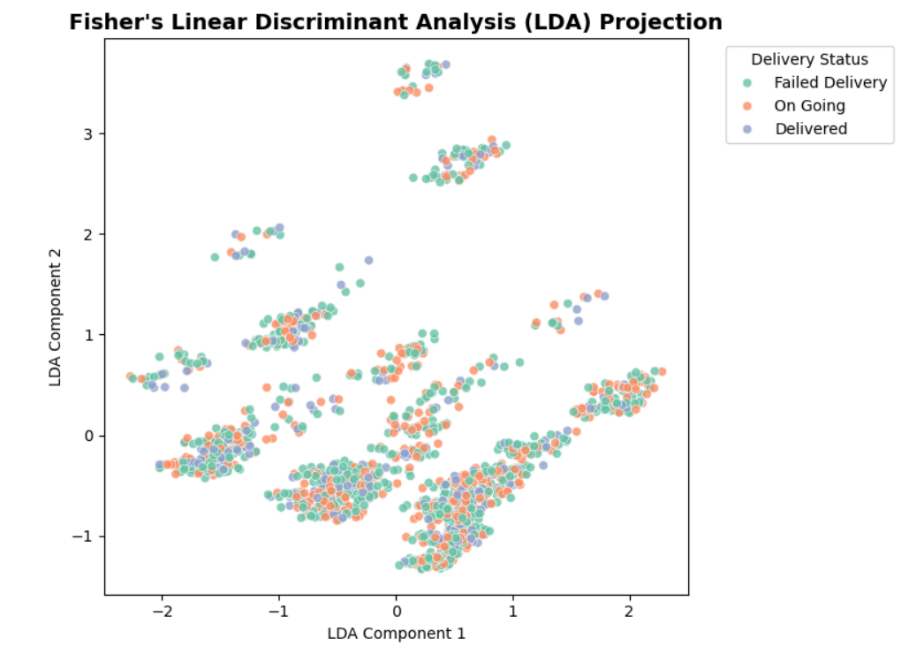 Fisher's Linear Discriminant Analysis (LDA) Projection
Delivery Status
Failed Delivery
On Going
Delivered
LDA Component 2
3
2
1
0
−1
−2
−1
0
1
2
LDA Component 1